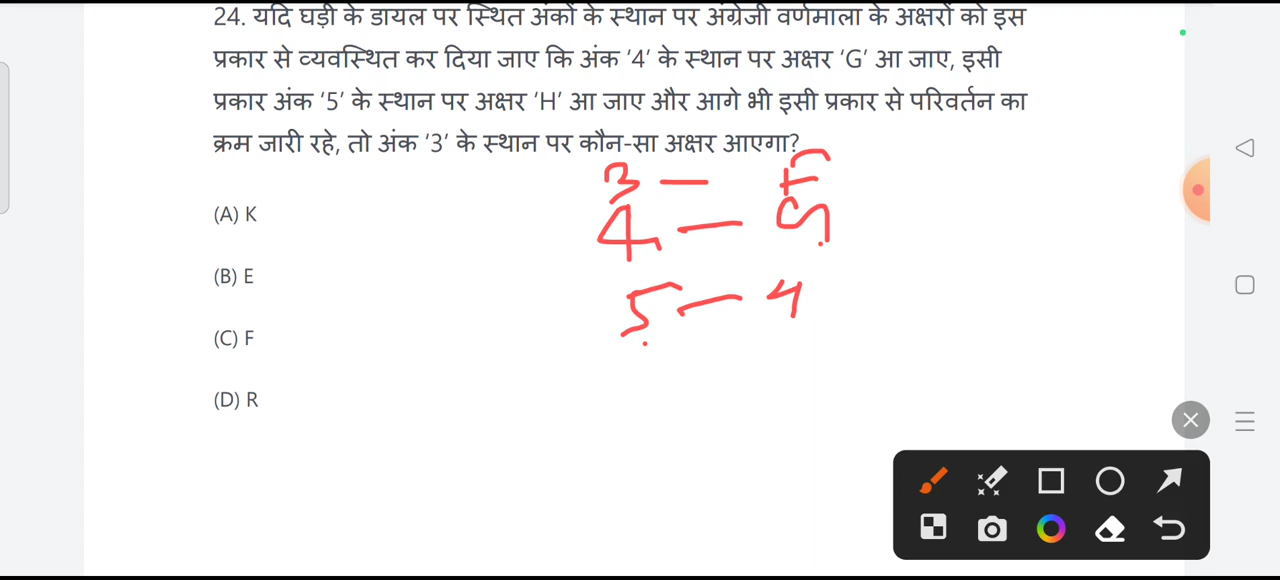 24. यदि घड़ी के डायल पर स्थित अंकों के स्थान पर अंग्रेजी वर्णमाला के अक्षरों को इस
प्रकार से व्यवस्थित कर दिया जाए कि अंक ‘4’ के स्थान पर अक्षर ‘G’ आ जाए, इसी
प्रकार अंक ‘5’ के स्थान पर अक्षर ‘H’ आ जाए और आगे भी इसी प्रकार से परिवर्तन का
क्रम जारी रहे, तो अंक ‘3’ के स्थान पर कौन-सा अक्षर आएगा?
3 — F
4 — G
5 — 4
(A) K
(B) E
(C) F
(D) R